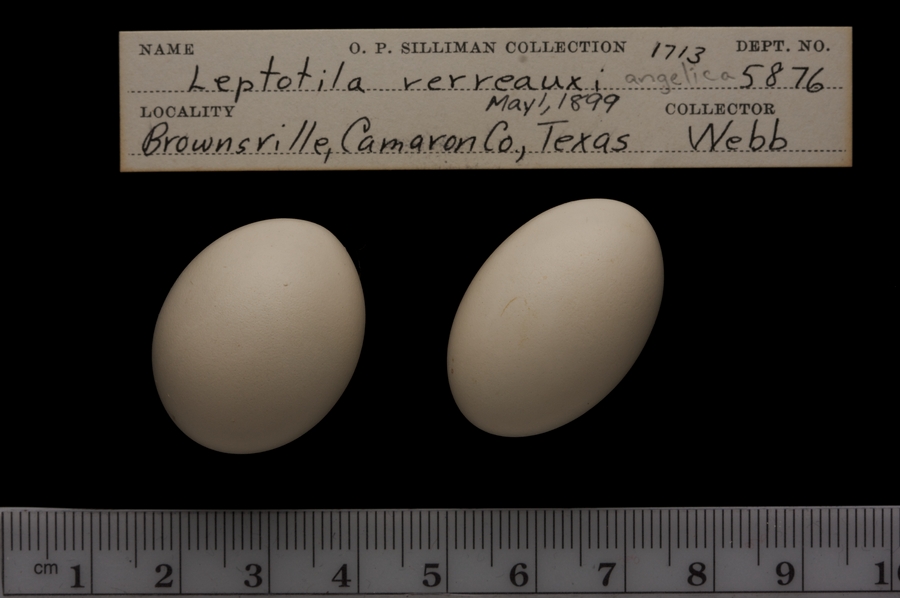 NAME O. P. SILLIMAN COLLECTION 1713 DEPT. NO.
Leptotila verreauxi angelica 5876
LOCALITY May 1, 1899 COLLECTOR
Brownsville, Camaron Co., Texas Webb
cm 1 2 3 4 5 6 7 8 9 1